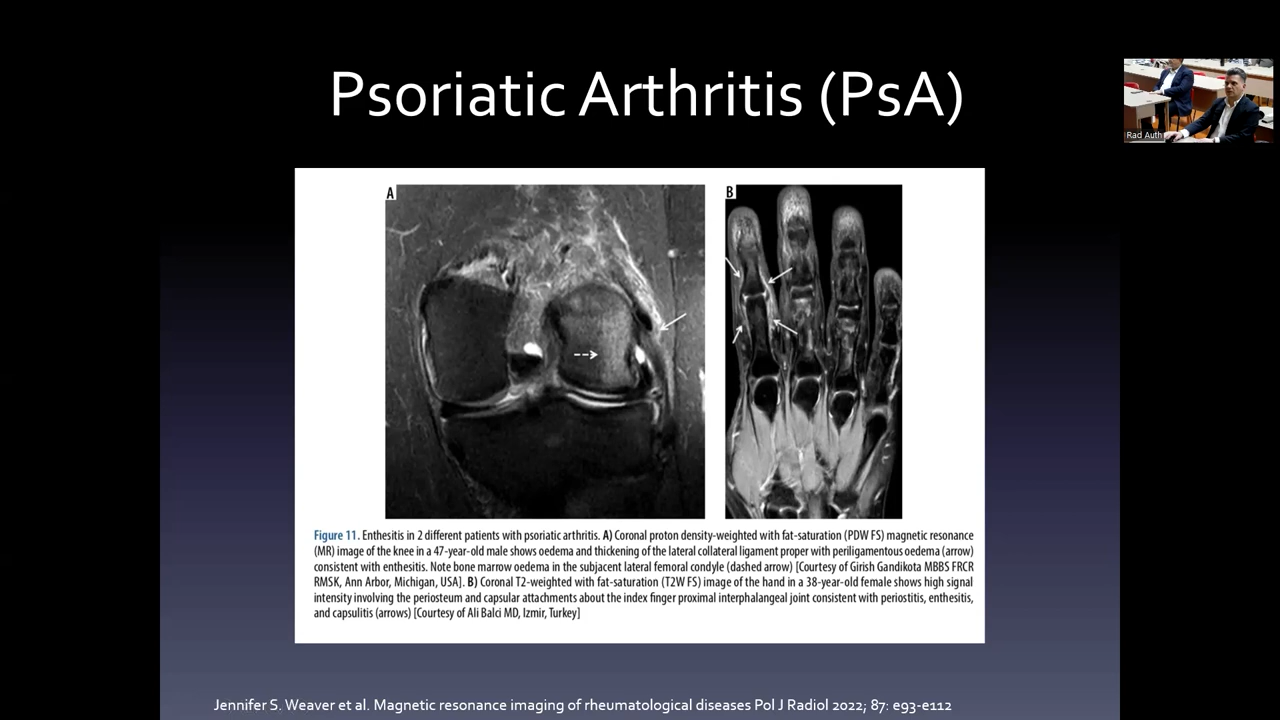 Psoriatic Arthritis (PsA)
Rad Auth
A
B
Figure 11. Enthesitis in 2 different patients with psoriatic arthritis. A) Coronal proton density-weighted with fat-saturation (PDW FS) magnetic resonance
(MR) image of the knee in a 47-year-old male shows oedema and thickening of the lateral collateral ligament proper with periligamentous oedema (arrow)
consistent with enthesitis. Note bone marrow oedema in the subjacent lateral femoral condyle (dashed arrow) [Courtesy of Girish Gandikota MBBS FRCR
RMSK, Ann Arbor, Michigan, USA]. B) Coronal T2-weighted with fat-saturation (T2W FS) image of the hand in a 38-year-old female shows high signal
intensity involving the periosteum and capsular attachments about the index finger proximal interphalangeal joint consistent with periostitis, enthesitis,
and capsulitis (arrows) [Courtesy of Ali Balci MD, Izmir, Turkey]
Jennifer S. Weaver et al. Magnetic resonance imaging of rheumatological diseases Pol J Radiol 2022; 87: e93-e112